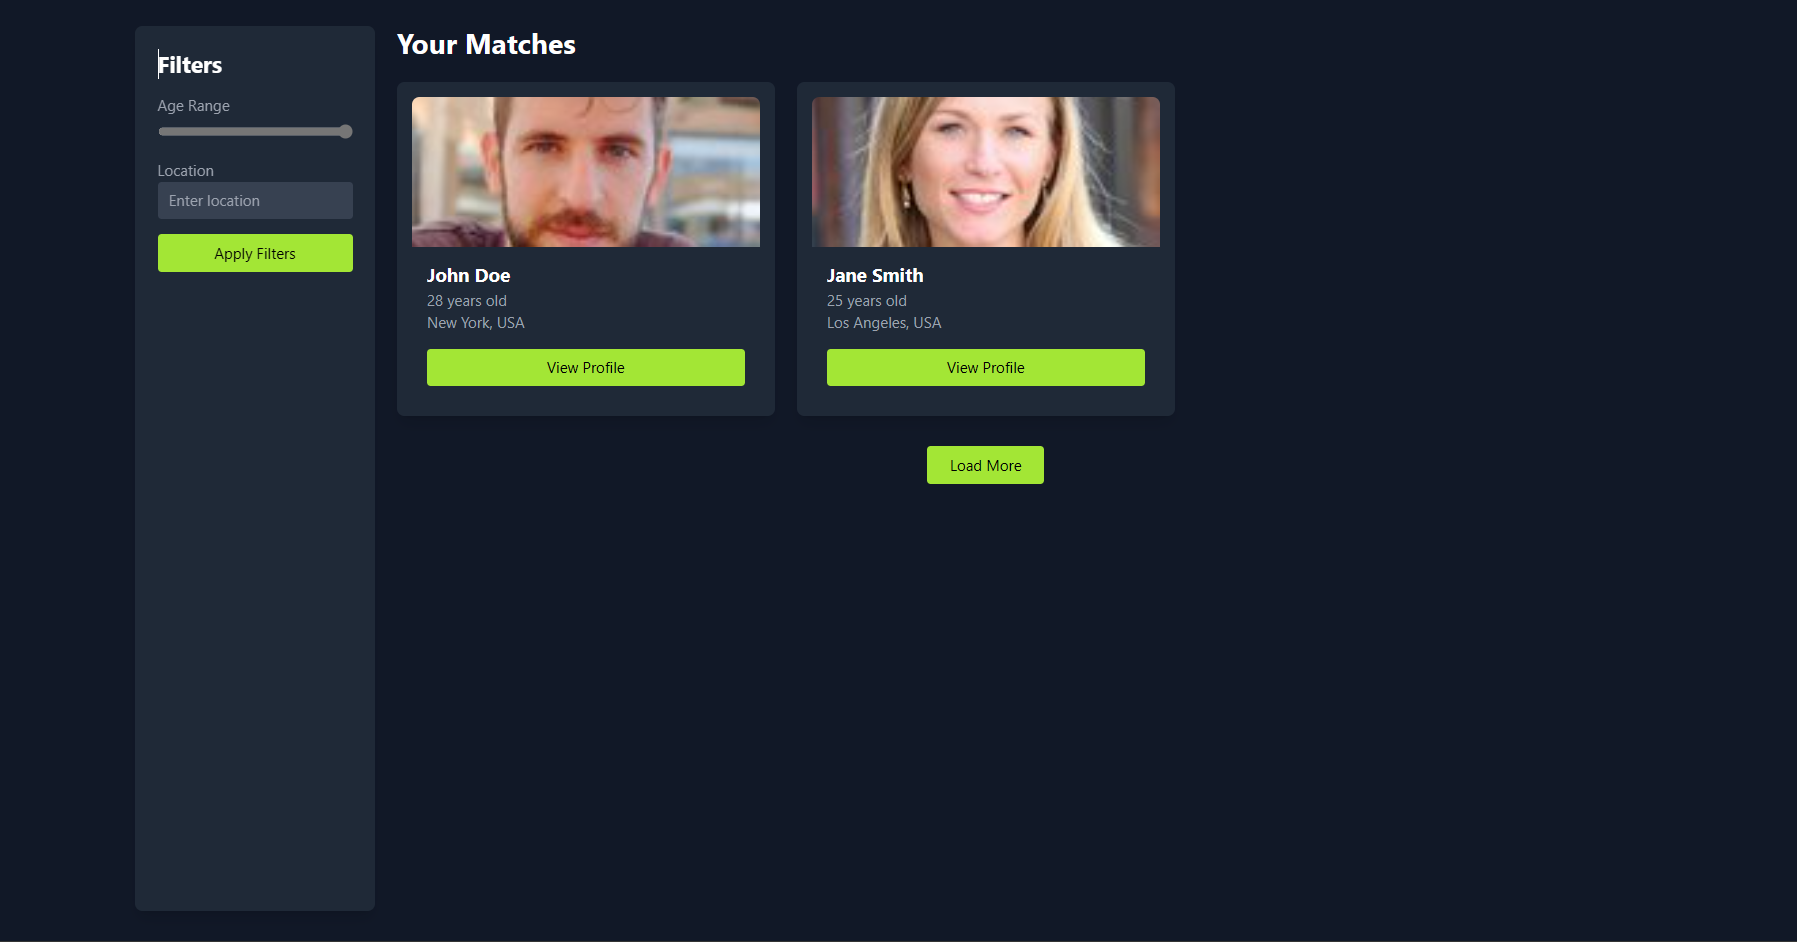 Filters
Age Range
Location
Enter location
Apply Filters
Your Matches
John Doe
28 years old
New York, USA
View Profile
Jane Smith
25 years old
Los Angeles, USA
View Profile
Load More